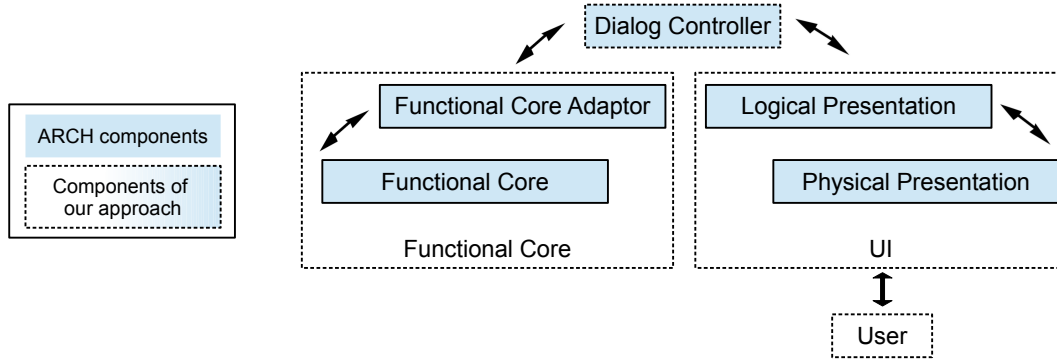 Dialog Controller
Functional Core Adaptor
Logical Presentation
ARCH components
Components of
our approach
Functional Core
Physical Presentation
Functional Core
UI
User